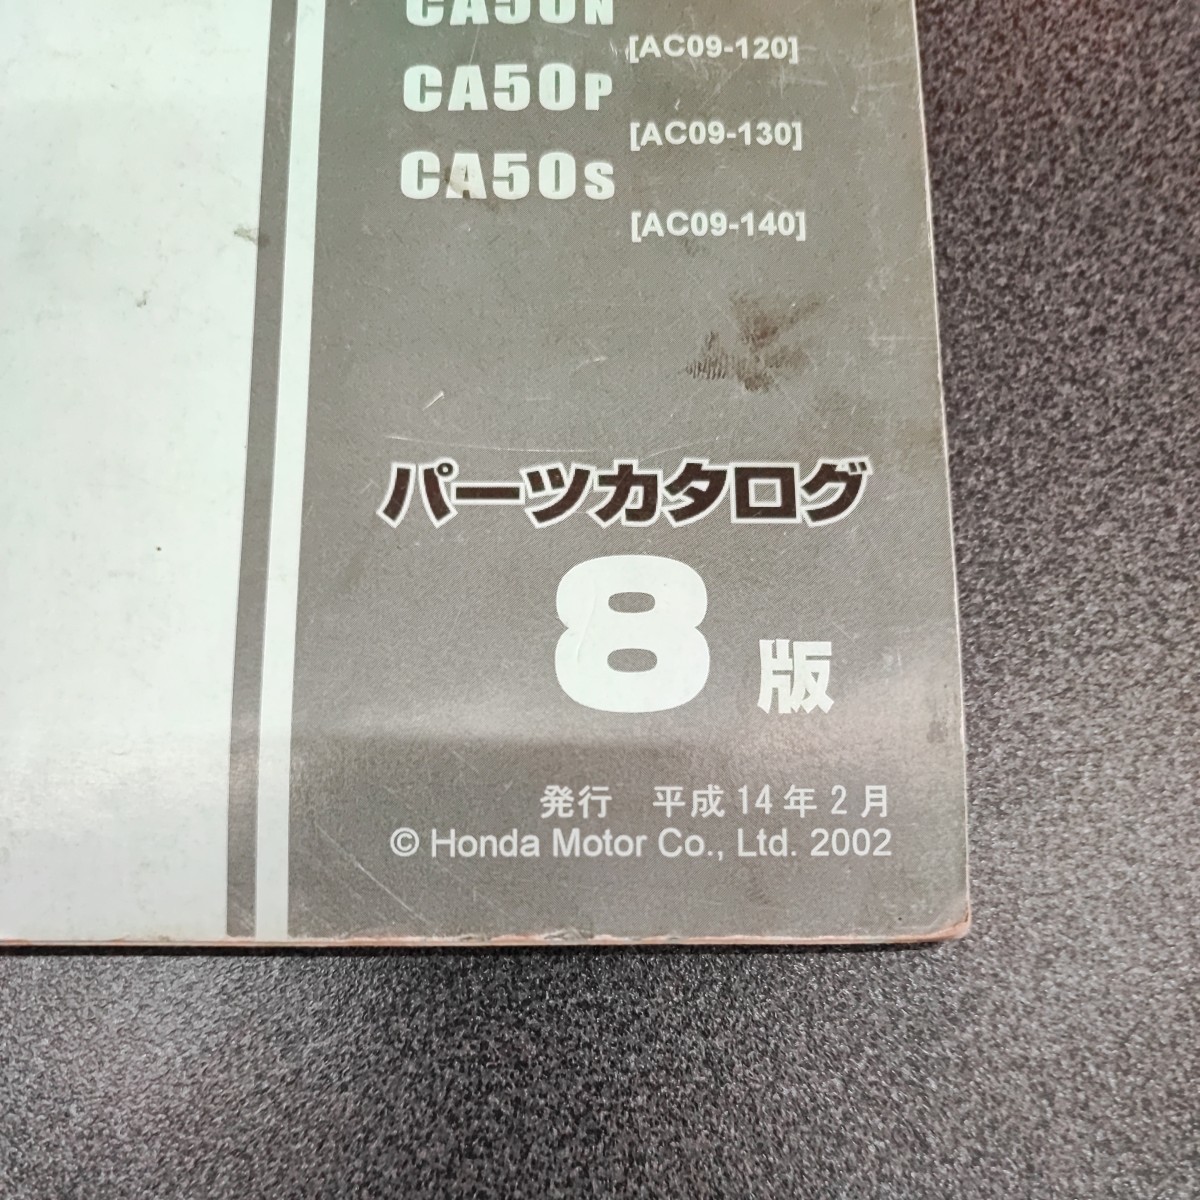 CA50N
[AC09-120]
CA50P
[AC09-130]
CA50S
[AC09-140]
パーツカタログ
8版
発行 平成14年2月
© Honda Motor Co., Ltd. 2002